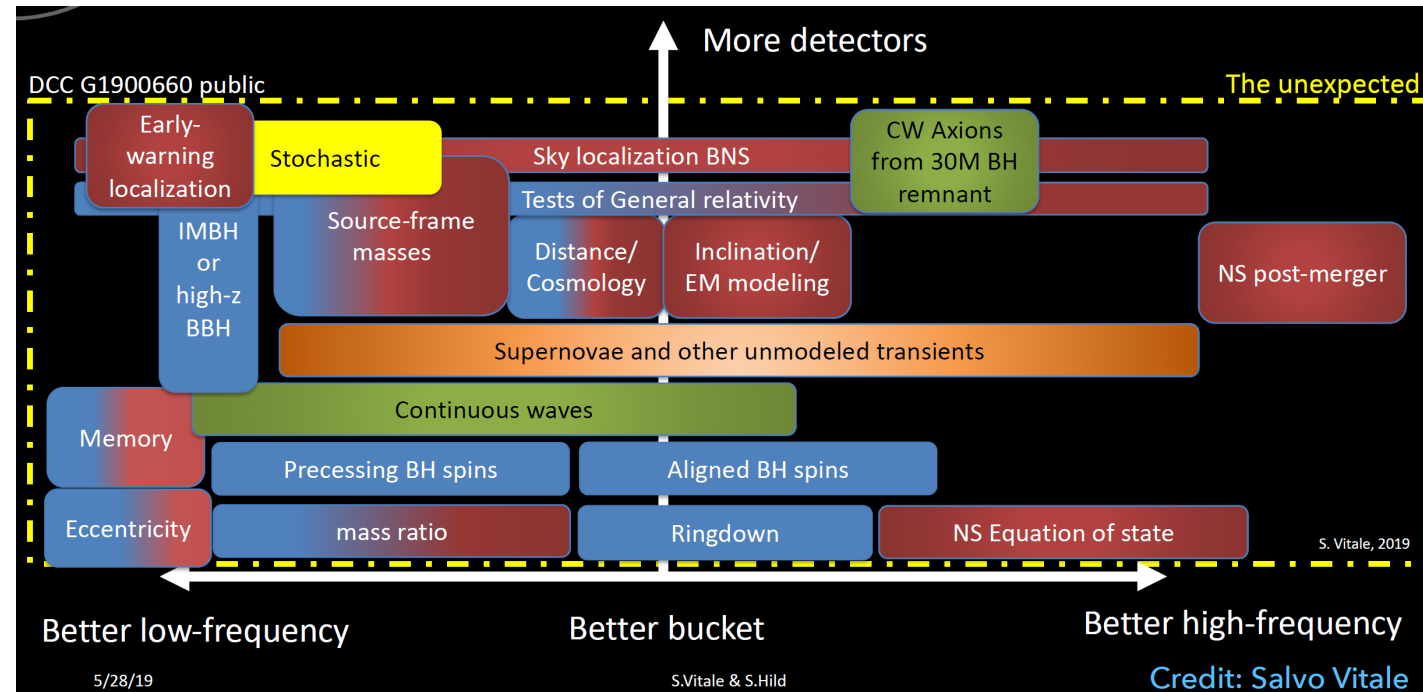 More detectors
DCC G1900660 public
The unexpected
Early-
warning
localization
Stochastic
Sky localization BNS
CW Axions
from 30M BH
remnant
Tests of General relativity
IMBH
or
high-z
BBH
Source-frame
masses
Distance/
Cosmology
Inclination/
EM modeling
NS post-merger
Supernovae and other unmodeled transients
Continuous waves
Memory
Precessing BH spins
Aligned BH spins
Eccentricity
mass ratio
Ringdown
NS Equation of state
S. Vitale, 2019
Better low-frequency
Better bucket
Better high-frequency
5/28/19
S.Vitale & S.Hild
Credit: Salvo Vitale